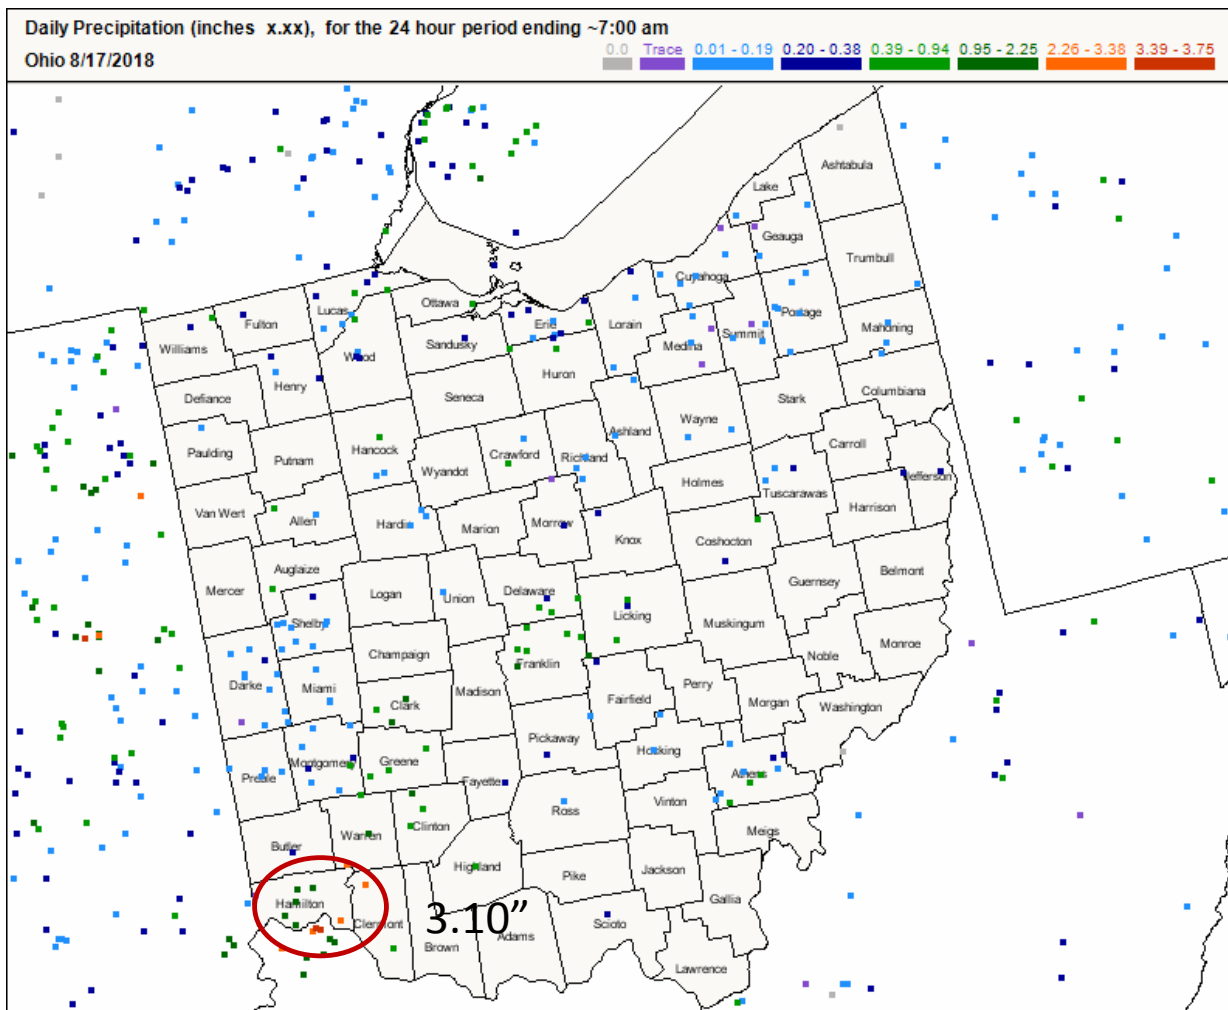 Daily Precipitation (inches x.xx), for the 24 hour period ending ~7:00 am
Ohio 8/17/2018
0.0 Trace 0.01 - 0.19 0.20 - 0.38 0.39 - 0.94 0.95 - 2.25 2.26 - 3.38 3.39 - 3.75
Ashtabula
Lake
Geauga
Trumbull
Cuyahoga
Ottawa
Lucas
Portage
Fulton
Erie
Lorain
Mahoning
Summit
Williams
Sandusky
Medina
Wood
Huron
Henry
Columbiana
Defiance
Seneca
Stark
Wayne
Ashland
Carroll
Paulding
Hancock
Crawford
Richland
Putnam
Wyandot
Jefferson
Holmes
Tuscarawas
Harrison
Van Wert
Allen
Hardin
Marion
Morrow
Knox
Coshocton
Auglaize
Belmont
Guernsey
Mercer
Logan
Union
Delaware
Licking
Shelby
Muskingum
Monroe
Champaign
Noble
Franklin
Darke
Miami
Madison
Perry
Fairfield
Morgan
Clark
Washington
Pickaway
Hocking
Montgomery
Greene
Athens
Preble
Fayette
Vinton
Ross
Clinton
Meigs
Warren
Butler
Highland
Jackson
Pike
Gallia
Hamilton
3.10”
Clermont
Scioto
Adams
Brown
Lawrence